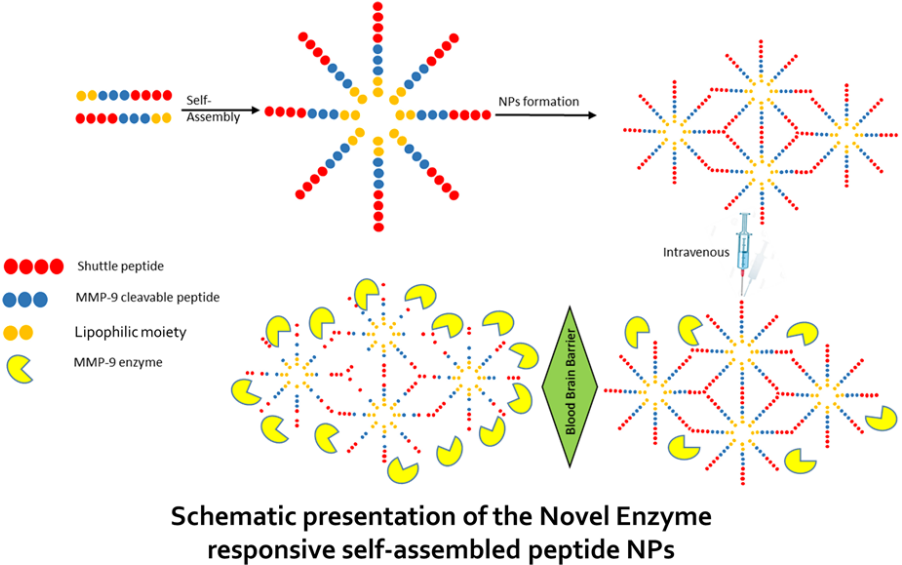 Self-
Assembly
NPs formation
Intravenous
Shuttle peptide
MMP-9 cleavable peptide
Lipophilic moiety
MMP-9 enzyme
Blood Brain Barrier
Schematic presentation of the Novel Enzyme
responsive self-assembled peptide NPs